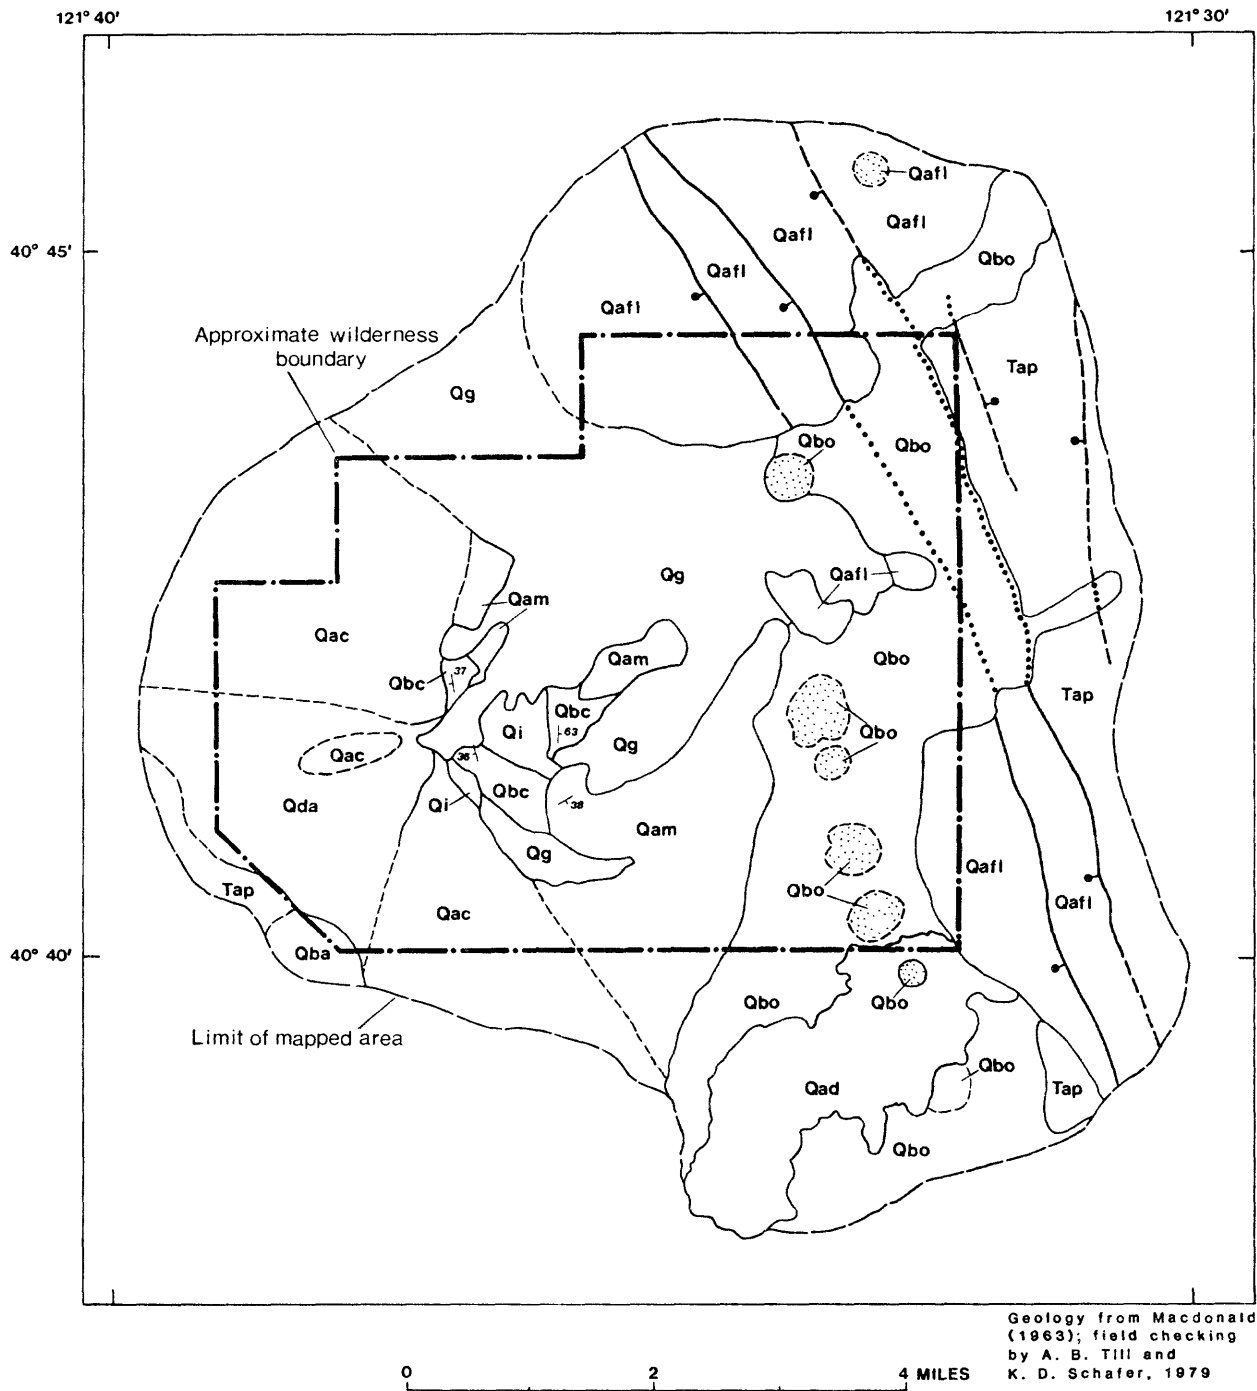 121° 40'
121° 30'
Qafl
Qafl
Qafl
40° 45'
Qbo
Qafl
Qafl
Approximate wilderness
boundary
Tap
Qg
Qbo
Qbo
Qg
Qafl
Qam
Qac
Qbo
Qam
37
Qbc
Tap
Qbc
Qi
63
Qbo
Qg
Qac
36
Qbc
Qi
38
Qda
Qam
Qg
Qafl
Tap
Qbo
Qafl
Qac
Qba
40° 40'
Qbo
Qbo
Limit of mapped area
Qbo
Qad
Tap
Qbo
Geology from Macdonald
(1963); field checking
by A. B. Till and
K. D. Schafer, 1979
0 2 4 MILES